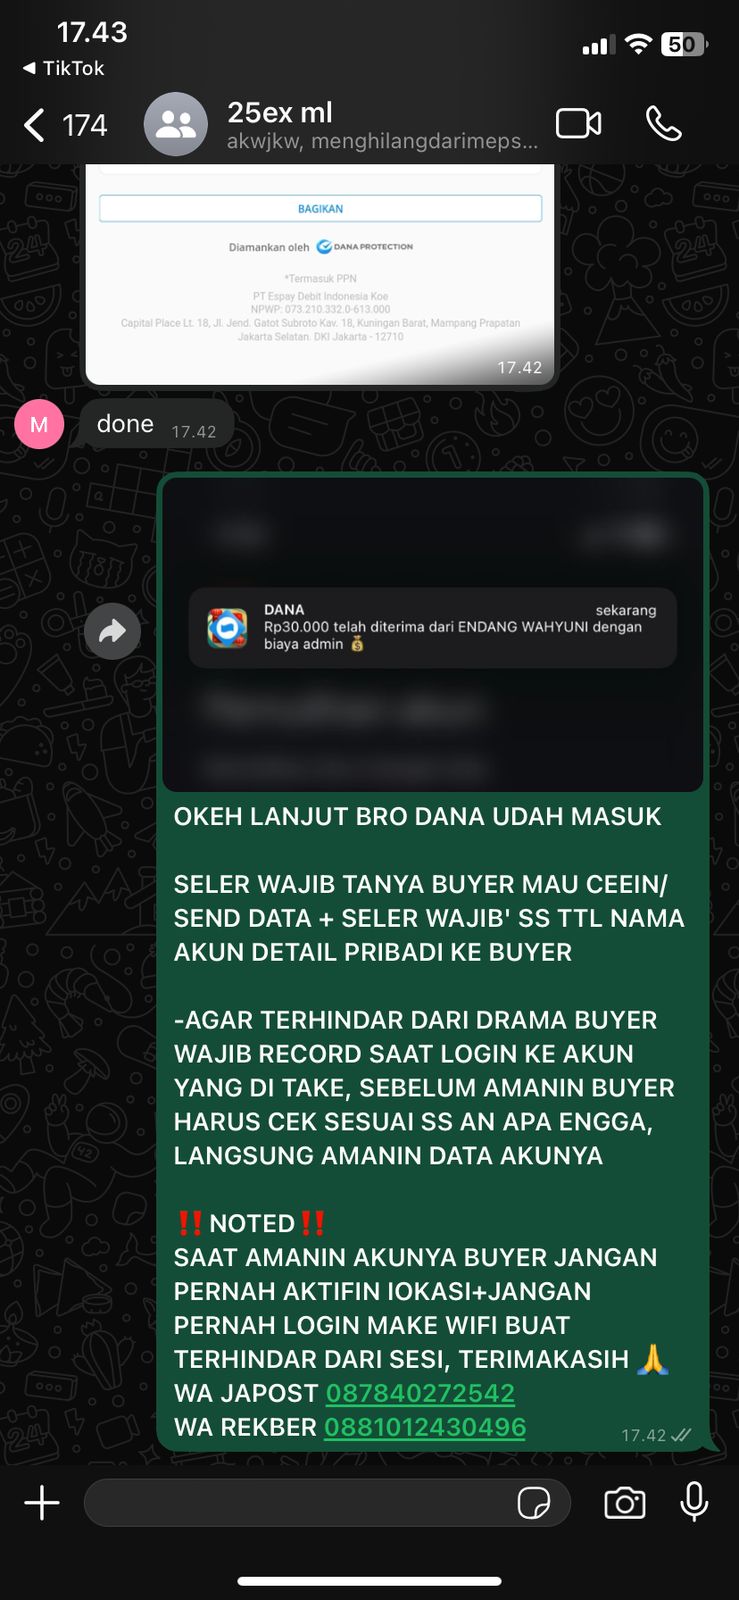 17.43
50
◀ TikTok
174
25ex ml
akwjkw, menghilangdarimeps...
BAGIKAN
Diamankan oleh DANA PROTECTION
*Termasuk PPN
PT Espay Debit Indonesia Koe
NPWP: 073.210.332.0-613.000
Capital Place Lt. 18, Jl. Jend. Gatot Subroto Kav. 18, Kuningan Barat, Mampang Prapatan
Jakarta Selatan. DKI Jakarta - 12710
17.42
M
done 17.42
DANA sekarang
Rp30.000 telah diterima dari ENDANG WAHYUNI dengan
biaya admin 💰
OKEH LANJUT BRO DANA UDAH MASUK
SELER WAJIB TANYA BUYER MAU CEEIN/
SEND DATA + SELER WAJIB' SS TTL NAMA
AKUN DETAIL PRIBADI KE BUYER
-AGAR TERHINDAR DARI DRAMA BUYER
WAJIB RECORD SAAT LOGIN KE AKUN
YANG DI TAKE, SEBELUM AMANIN BUYER
HARUS CEK SESUAI SS AN APA ENGGA,
LANGSUNG AMANIN DATA AKUNYA
‼️NOTED‼️
SAAT AMANIN AKUNYA BUYER JANGAN
PERNAH AKTIFIN lOKASI+JANGAN
PERNAH LOGIN MAKE WIFI BUAT
TERHINDAR DARI SESI, TERIMAKASIH 🙏
WA JAPOST 087840272542
WA REKBER 0881012430496
17.42